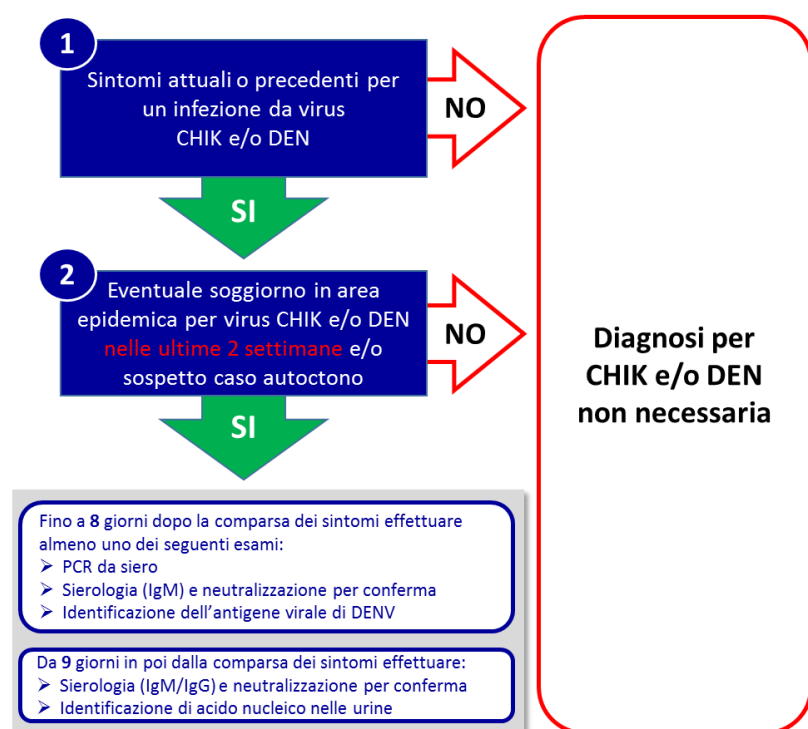 1
Sintomi attuali o precedenti per
un infezione da virus
CHIK e/o DEN
NO
SI
2
Eventuale soggiorno in area
epidemica per virus CHIK e/o DEN
nelle ultime 2 settimane e/o
sospetto caso autoctono
NO
SI
Diagnosi per
CHIK e/o DEN
non necessaria
Fino a 8 giorni dopo la comparsa dei sintomi effettuare
almeno uno dei seguenti esami:
➢ PCR da siero
➢ Sierologia (IgM) e neutralizzazione per conferma
➢ Identificazione dell'antigene virale di DENV
Da 9 giorni in poi dalla comparsa dei sintomi effettuare:
➢ Sierologia (IgM/IgG) e neutralizzazione per conferma
➢ Identificazione di acido nucleico nelle urine